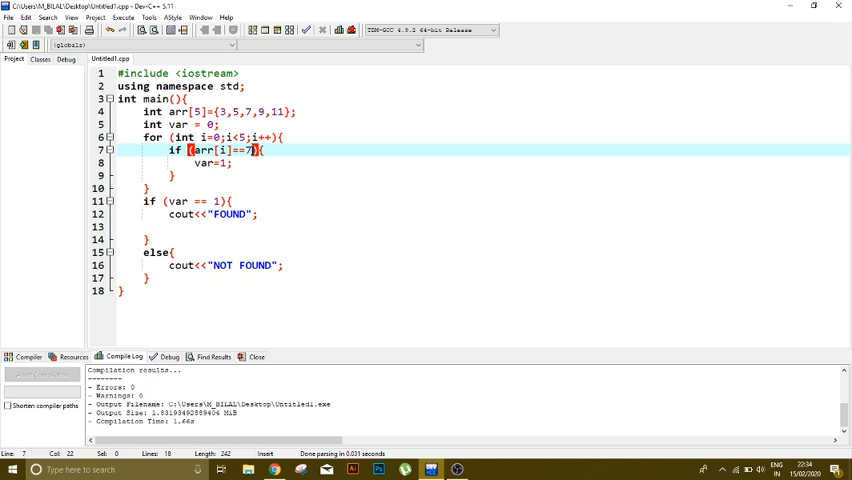 C:\Users\M_BILAL\Desktop\Untitled1.cpp - Dev-C++ 5.11
File Edit Search View Project Execute Tools AStyle Window Help
TDM-GCC 4.9.2 64-bit Release
(globals)
Project Classes Debug
Untitled1.cpp
1 #include <iostream>
2 using namespace std;
3 int main(){
4 int arr[5]={3,5,7,9,11};
5 int var = 0;
6 for (int i=0;i<5;i++){
7 if (arr[i]==7){
8 var=1;
9 }
10 }
11 if (var == 1){
12 cout<<"FOUND";
13
14 }
15 else{
16 cout<<"NOT FOUND";
17 }
18 }
Compiler Resources Compile Log Debug Find Results Close
Abort Compilation
Shorten compiler paths
Compilation results...
--------
- Errors: 0
- Warnings: 0
- Output Filename: C:\Users\M_BILAL\Desktop\Untitled1.exe
- Output Size: 1.83193492889404 MiB
- Compilation Time: 1.66s
Line: 7 Col: 22 Sel: 0 Lines: 18 Length: 242 Insert Done parsing in 0.031 seconds
Type here to search
Ai
Ps
ENG
IN
22:34
15/02/2020